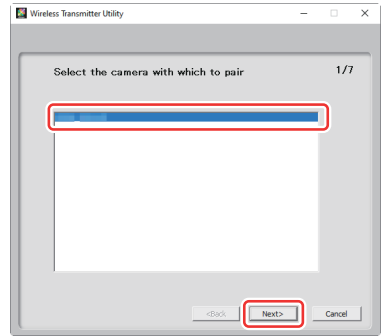 Wireless Transmitter Utility
Select the camera with which to pair
1/7
<Back
Next>
Cancel